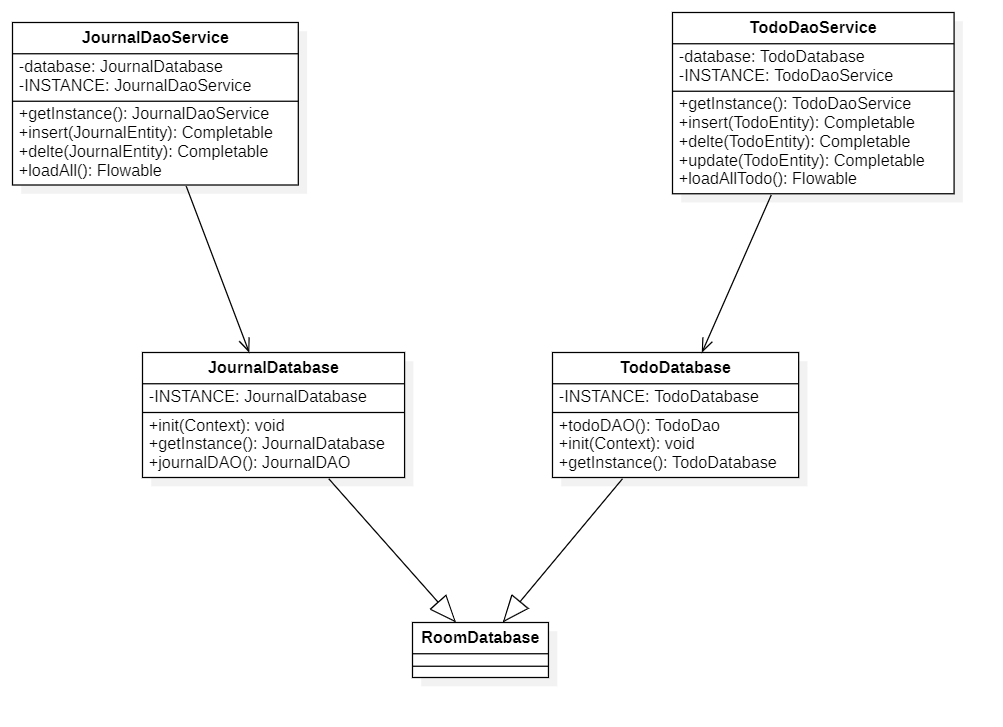 JournalDaoService
-database: JournalDatabase
-INSTANCE: JournalDaoService
+getInstance(): JournalDaoService
+insert(JournalEntity): Completable
+delte(JournalEntity): Completable
+loadAll(): Flowable
TodoDaoService
-database: TodoDatabase
-INSTANCE: TodoDaoService
+getInstance(): TodoDaoService
+insert(TodoEntity): Completable
+delte(TodoEntity): Completable
+update(TodoEntity): Completable
+loadAllTodo(): Flowable
JournalDatabase
-INSTANCE: JournalDatabase
+init(Context): void
+getInstance(): JournalDatabase
+journalDAO(): JournalDAO
TodoDatabase
-INSTANCE: TodoDatabase
+todoDAO(): TodoDao
+init(Context): void
+getInstance(): TodoDatabase
RoomDatabase